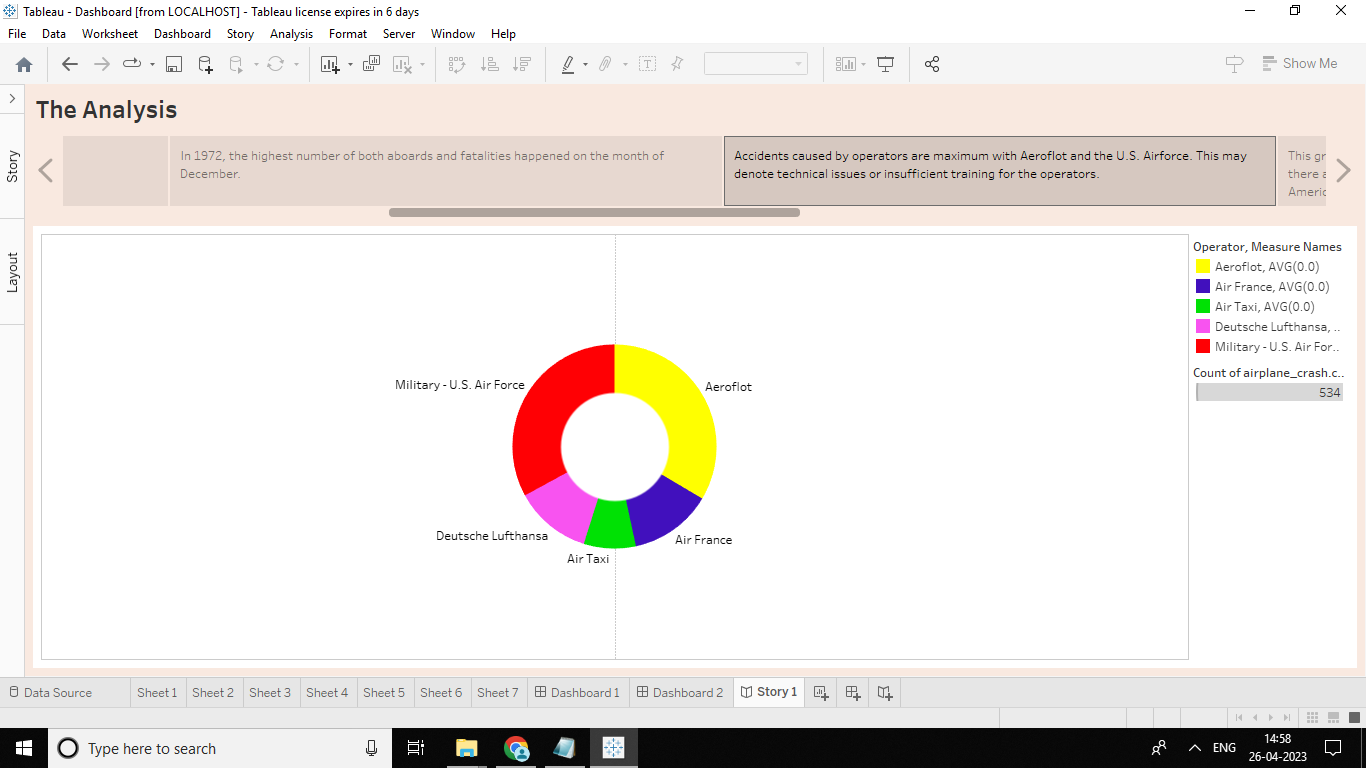 Tableau - Dashboard [from LOCALHOST] - Tableau license expires in 6 days
File Data Worksheet Dashboard Story Analysis Format Server Window Help
Show Me
The Analysis
Story
Layout
In 1972, the highest number of both aboards and fatalities happened on the month of
December.
Accidents caused by operators are maximum with Aeroflot and the U.S. Airforce. This may
denote technical issues or insufficient training for the operators.
This gr
there a
Americ
Operator, Measure Names
Aeroflot, AVG(0.0)
Air France, AVG(0.0)
Air Taxi, AVG(0.0)
Deutsche Lufthansa, ..
Military - U.S. Air For..
Count of airplane_crash.c..
534
Military - U.S. Air Force
Aeroflot
Deutsche Lufthansa
Air France
Air Taxi
Data Source Sheet 1 Sheet 2 Sheet 3 Sheet 4 Sheet 5 Sheet 6 Sheet 7 Dashboard 1 Dashboard 2 Story 1
Type here to search
ENG
14:58
26-04-2023